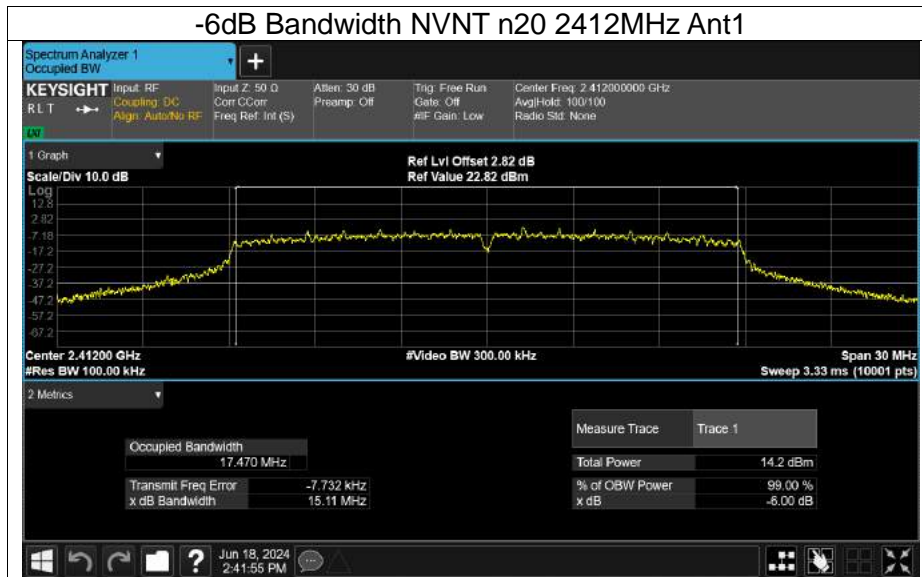 -6dB Bandwidth NVNT n20 2412MHz Ant1
Spectrum Analyzer 1
Occupied BW
+
KEYSIGHT Input: RF Input Z: 50 Ω Atten: 30 dB Trig: Free Run Center Freq: 2.412000000 GHz
RLT Coupling: DC Corr CCorr Preamp: Off Gate: Off Avg|Hold: 100/100
Align: Auto/No RF Freq Ref: Int (S) #IF Gain: Low Radio Std: None
LXI
1 Graph
Ref Lvl Offset 2.82 dB
Scale/Div 10.0 dB Ref Value 22.82 dBm
Log
12.8
2.82
-7.18
-17.2
-27.2
-37.2
-47.2
-57.2
-67.2
Center 2.41200 GHz #Video BW 300.00 kHz Span 30 MHz
#Res BW 100.00 kHz Sweep 3.33 ms (10001 pts)
2 Metrics
Measure Trace Trace 1
Occupied Bandwidth
17.470 MHz Total Power 14.2 dBm
Transmit Freq Error -7.732 kHz % of OBW Power 99.00 %
x dB Bandwidth 15.11 MHz x dB -6.00 dB
? Jun 18, 2024
2:41:55 PM